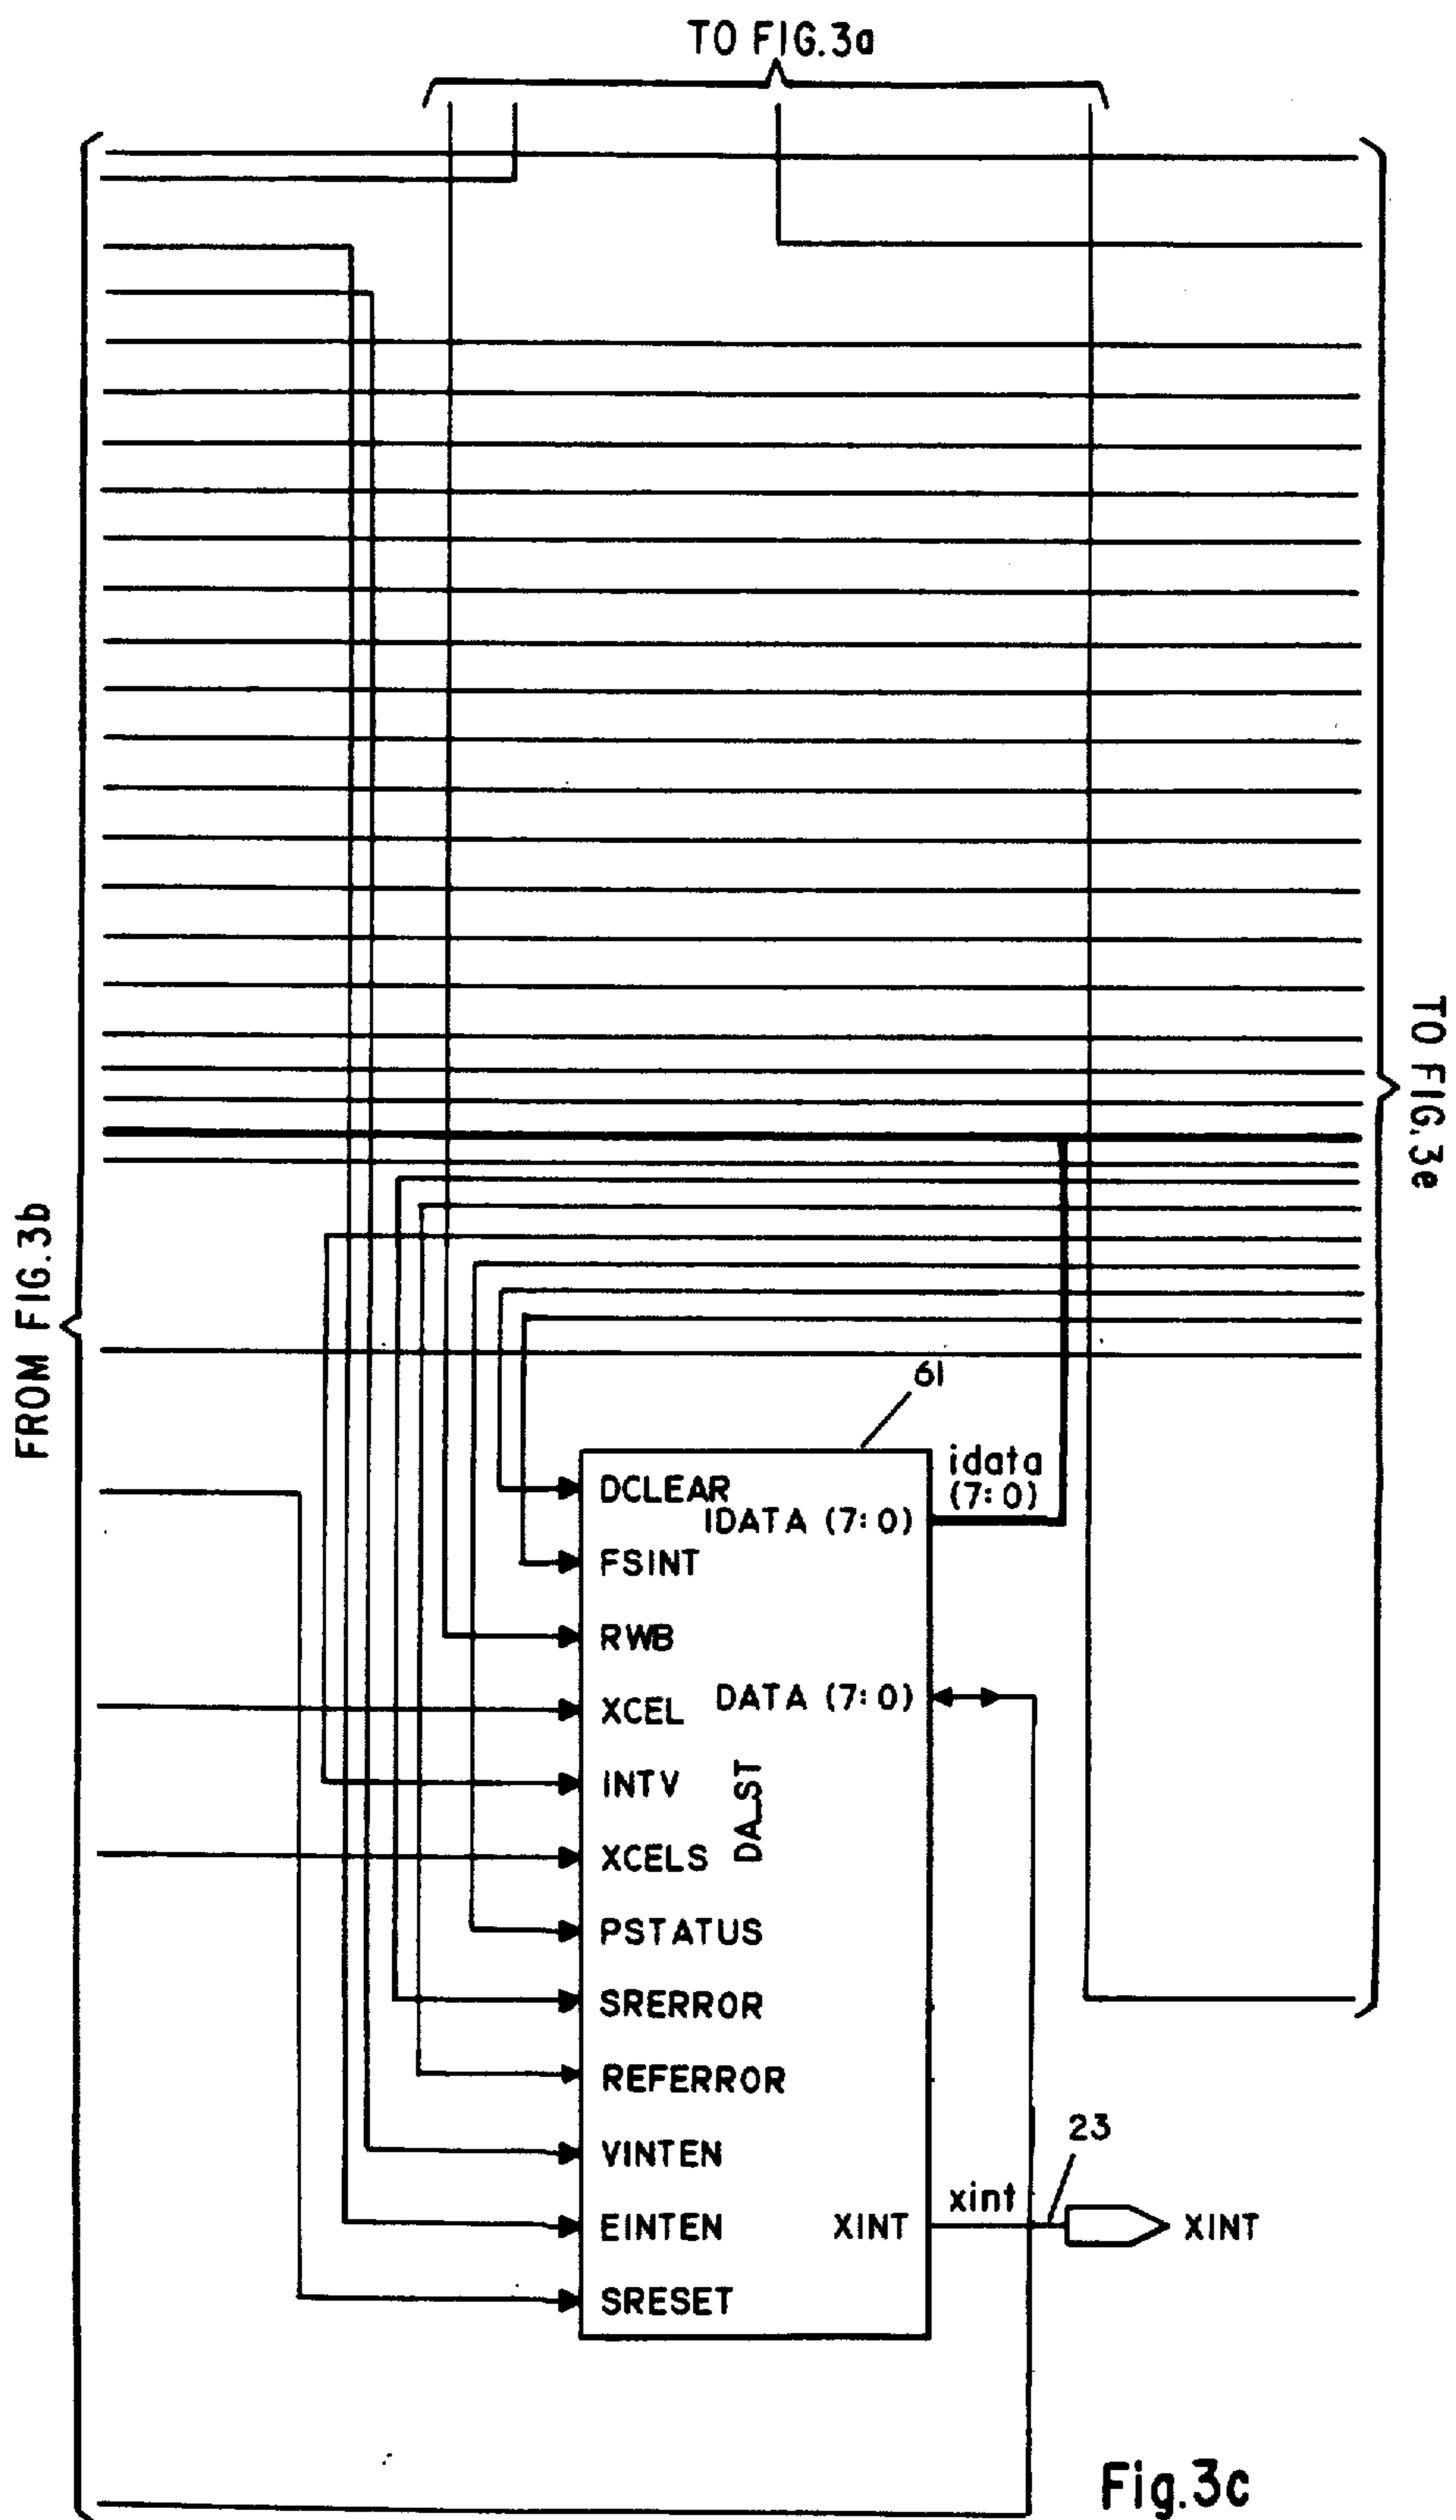 TO FIG.3a
TO FIG.3e
FROM FIG.3b
61
idata
(7:0)
DCLEAR
IDATA (7:0)
FSINT
RWB
XCEL
DATA (7:0)
INTV
DA_ST
XCELS
PSTATUS
SRERROR
REFERROR
VINTEN
23
xint
EINTEN
XINT
XINT
SRESET
Fig.3c